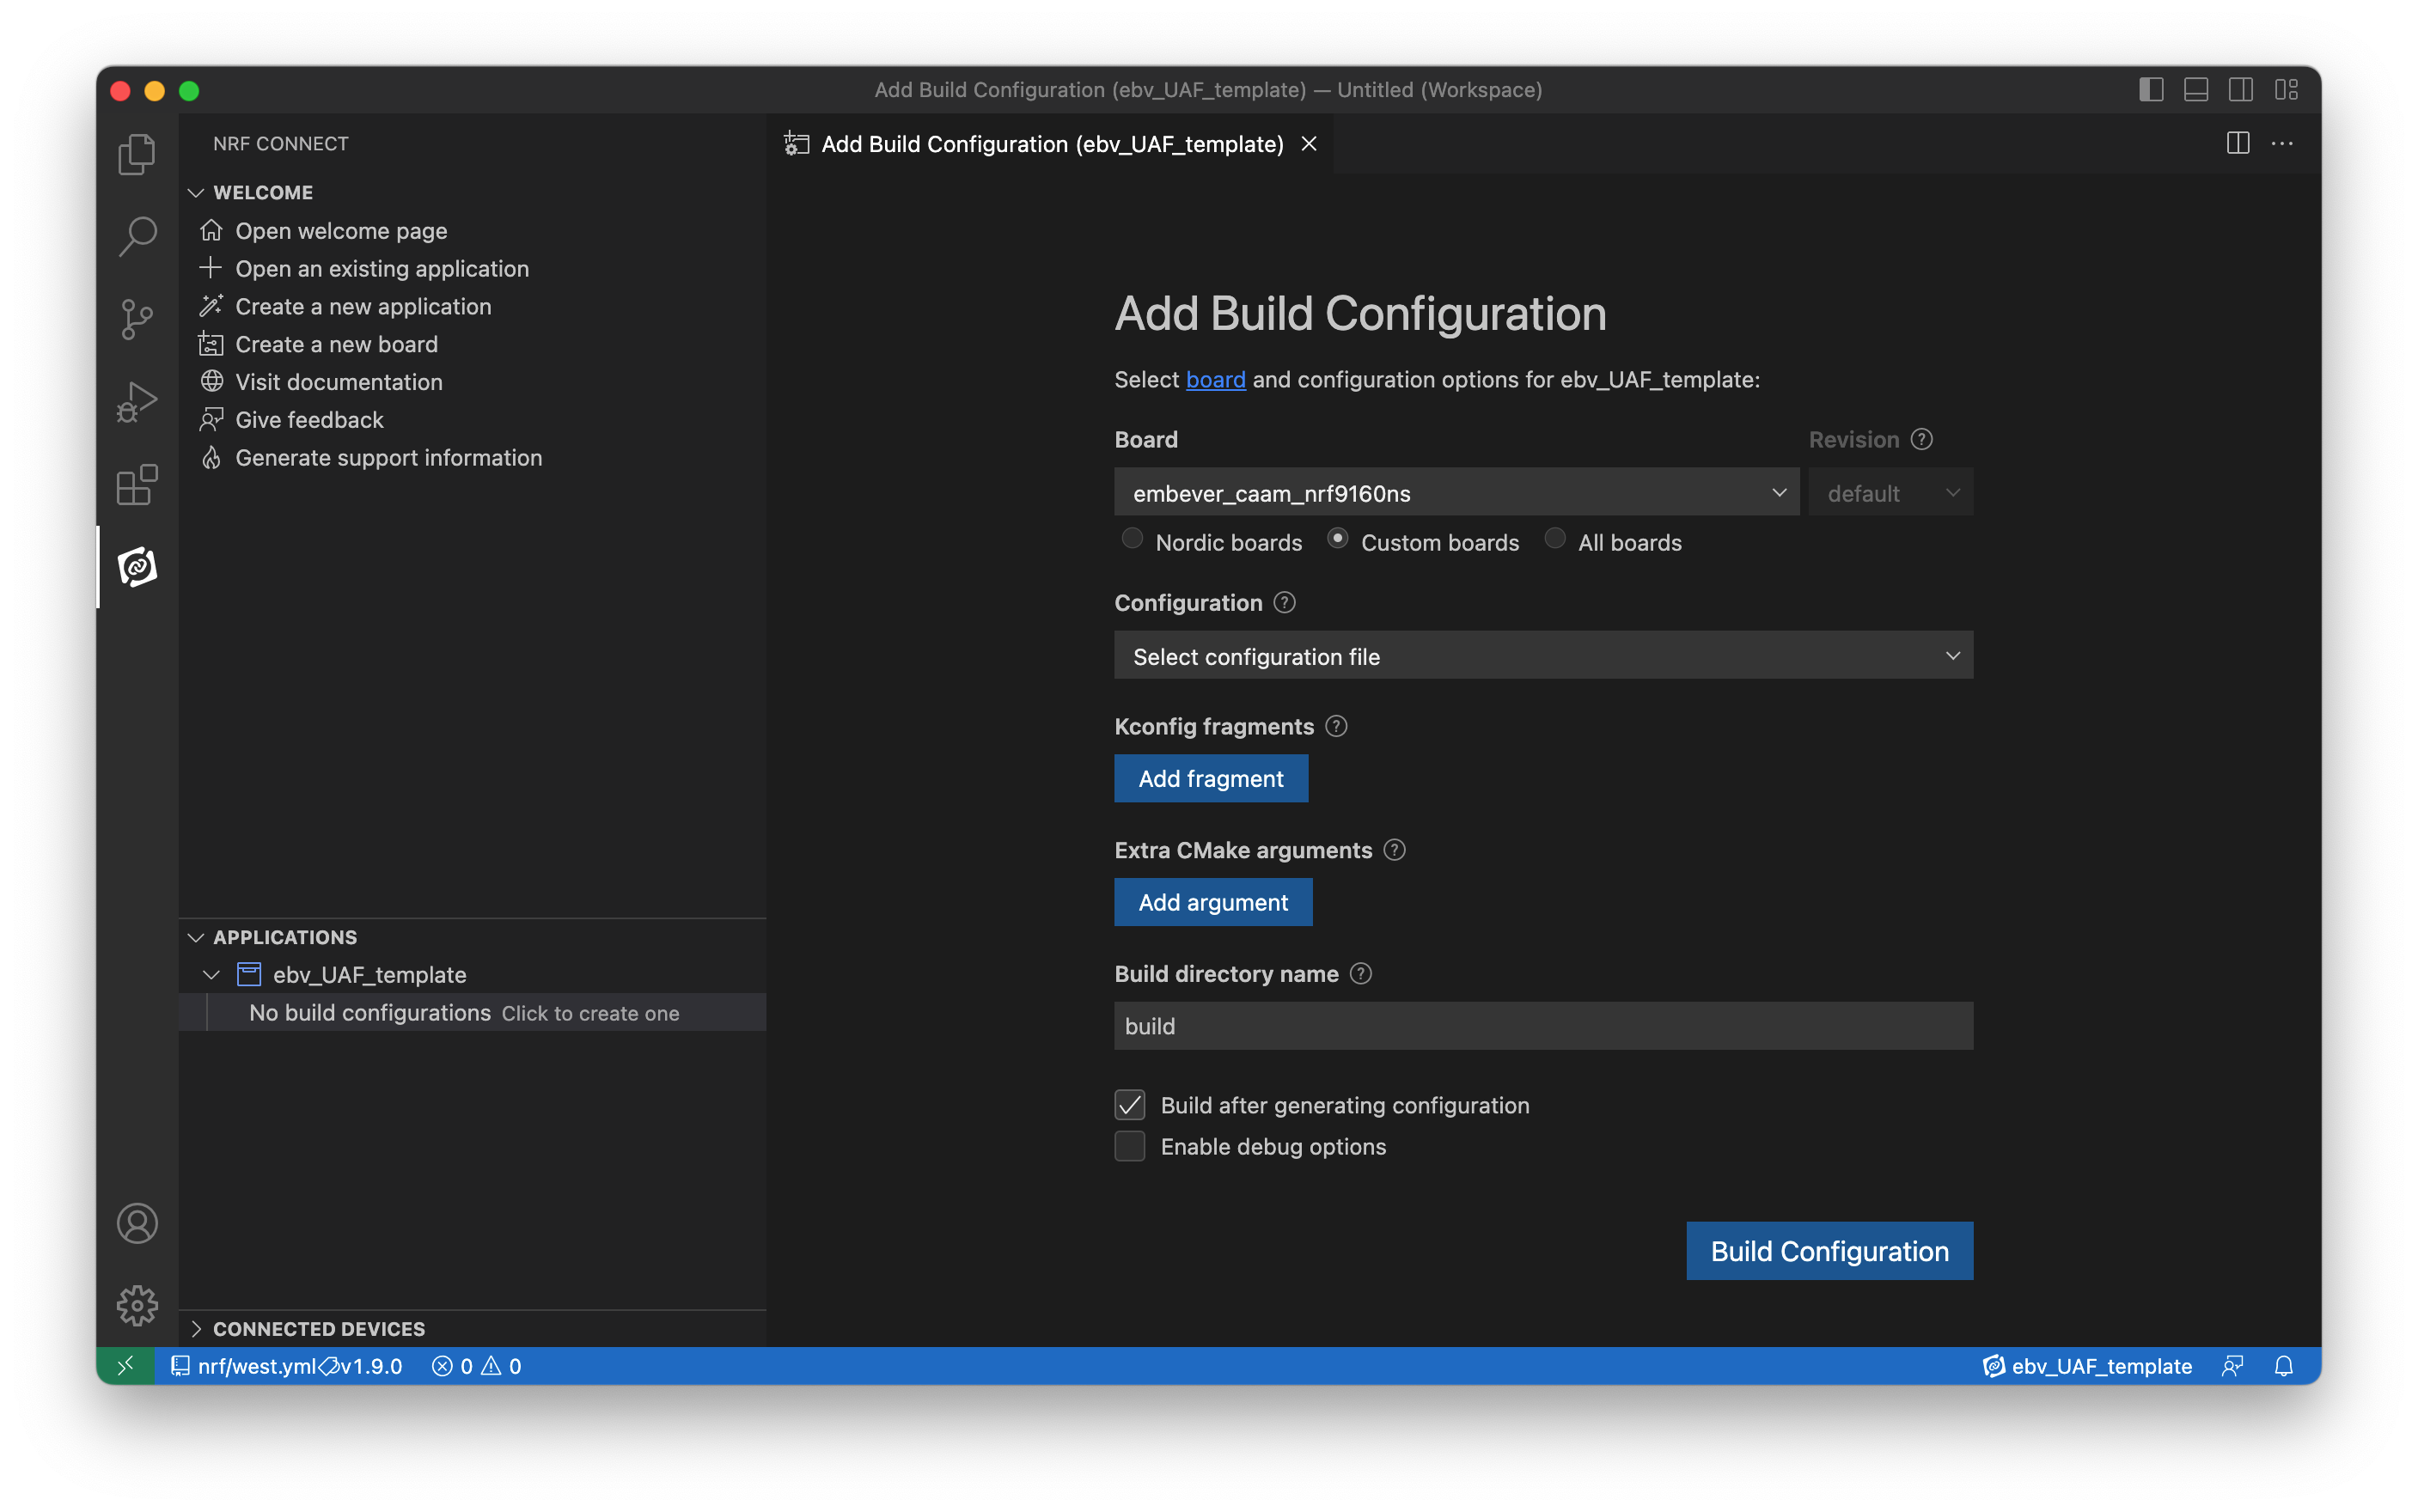 Add Build Configuration (ebv_UAF_template) — Untitled (Workspace)
NRF CONNECT
WELCOME
Open welcome page
Open an existing application
Create a new application
Create a new board
Visit documentation
Give feedback
Generate support information
APPLICATIONS
ebv_UAF_template
No build configurations Click to create one
CONNECTED DEVICES
Add Build Configuration (ebv_UAF_template)
Add Build Configuration
Select board and configuration options for ebv_UAF_template:
Board
Revision
embever_caam_nrf9160ns
default
Nordic boards Custom boards All boards
Configuration
Select configuration file
Kconfig fragments
Add fragment
Extra CMake arguments
Add argument
Build directory name
build
Build after generating configuration
Enable debug options
Build Configuration
nrf/west.yml v1.9.0 0 0 ebv_UAF_template